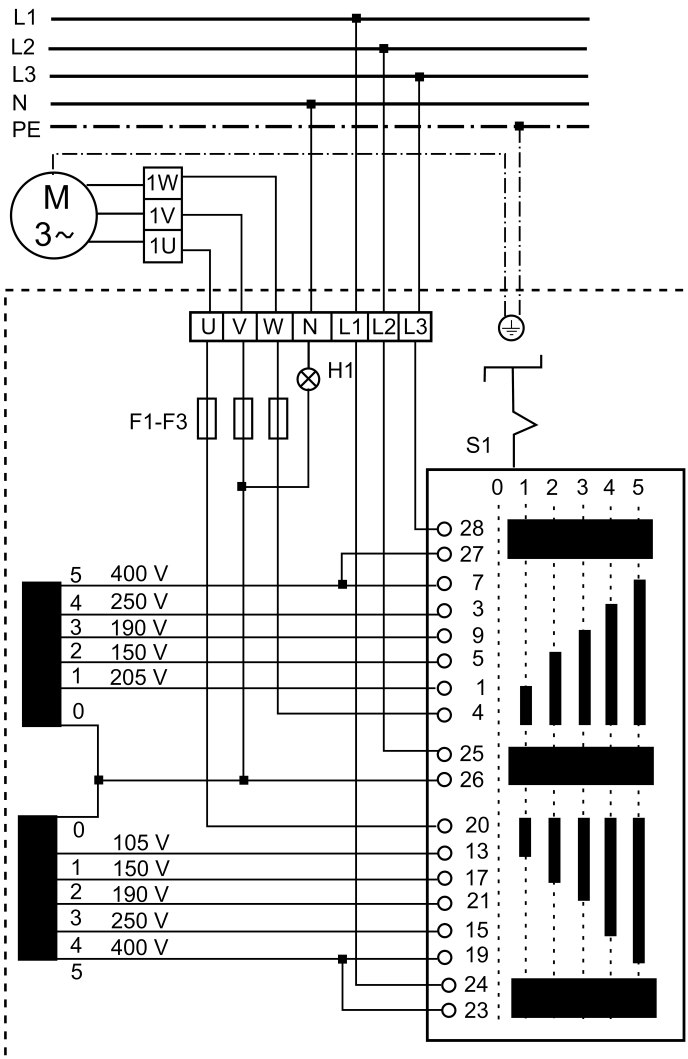 L1
L2
L3
N
PE
M
3~
1W
1V
1U
U V W N L1 L2 L3
H1
F1-F3
S1
0 1 2 3 4 5
28
27
5 400 V 7
4 250 V 3
3 190 V 9
2 150 V 5
1 205 V 1
0 4
25
26
0 20
105 V 13
1 150 V 17
2 190 V 21
3 250 V 15
4 400 V 19
5
24
23